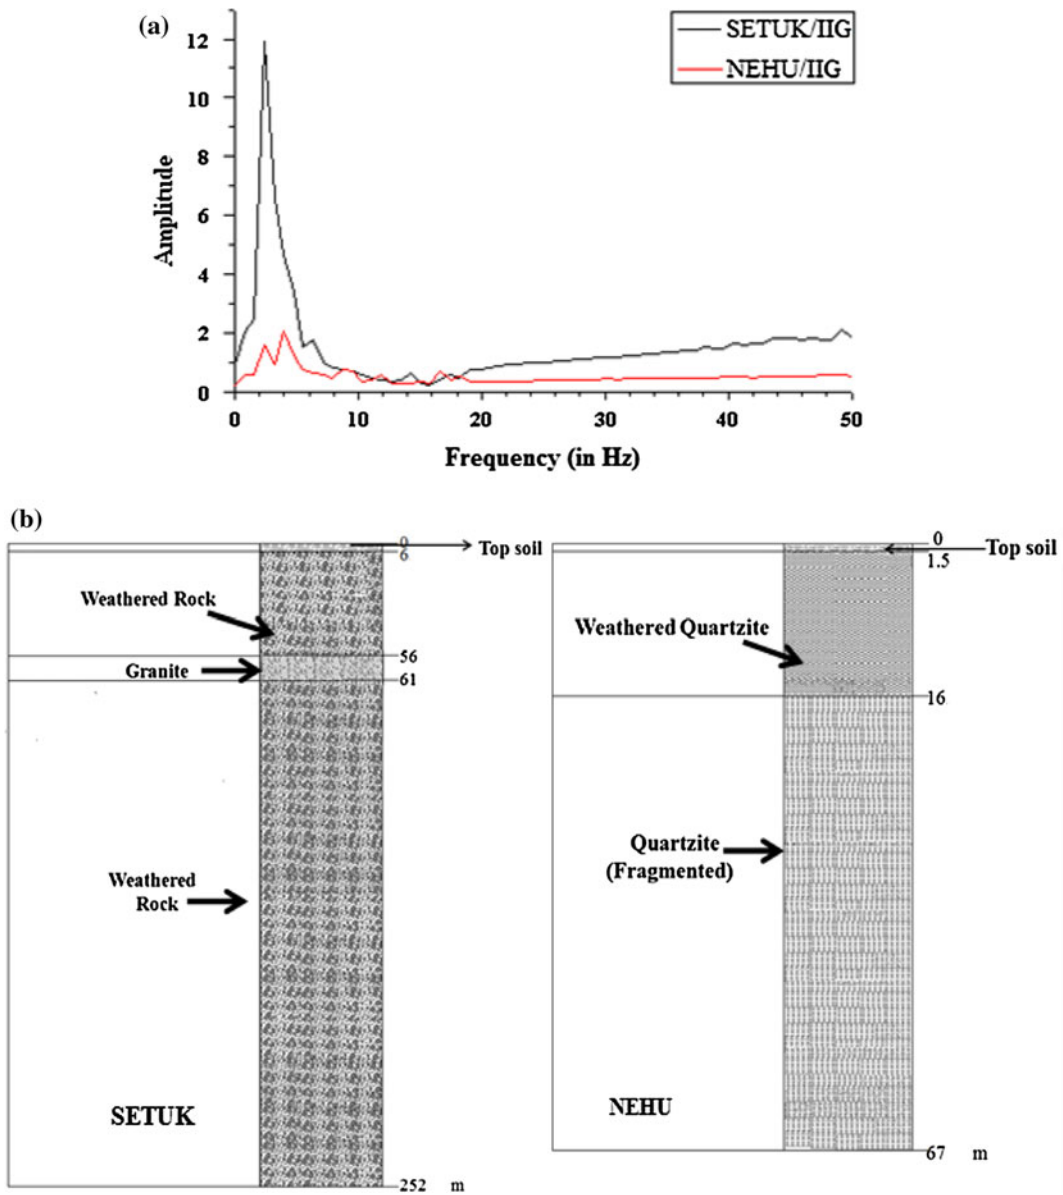 (a)
SETUK/IIG
NEHU/IIG
12
10
8
6
4
2
0
Amplitude
0 10 20 30 40 50
Frequency (in Hz)
(b)
0
6
Top soil
Weathered Rock
56
Granite
61
Weathered
Rock
SETUK
252 m
0
Top soil
1.5
Weathered Quartzite
16
Quartzite
(Fragmented)
NEHU
67 m